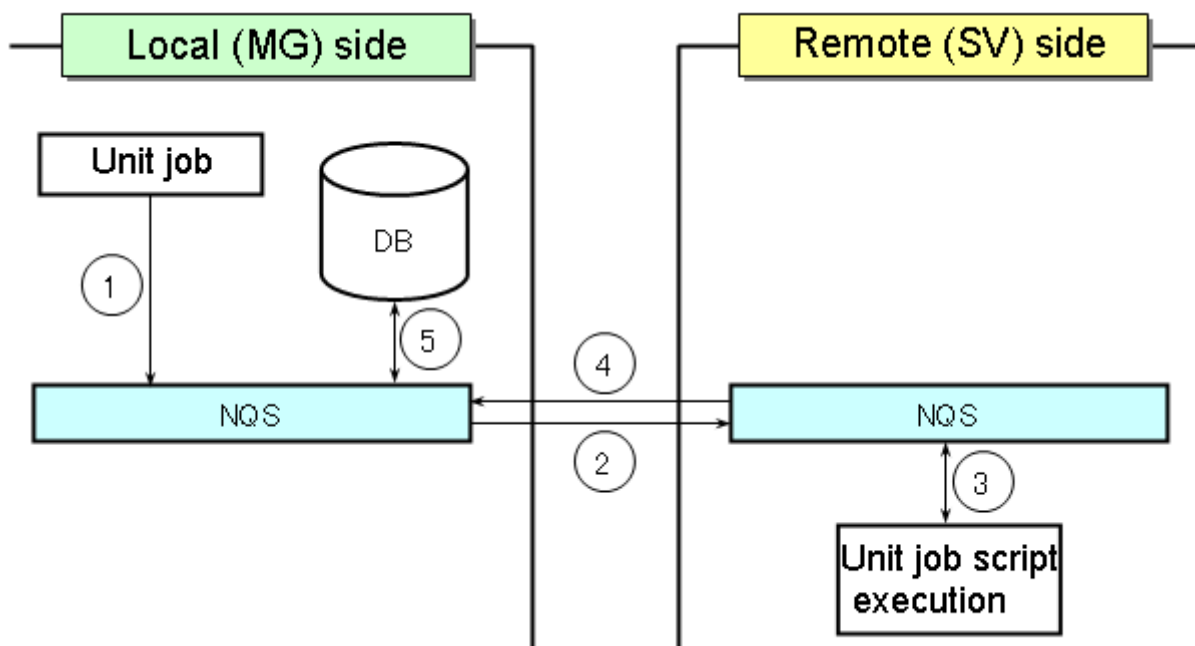 Local (MG) side
Remote (SV) side
Unit job
DB
1
5
4
NQS
NQS
2
3
Unit job script
execution